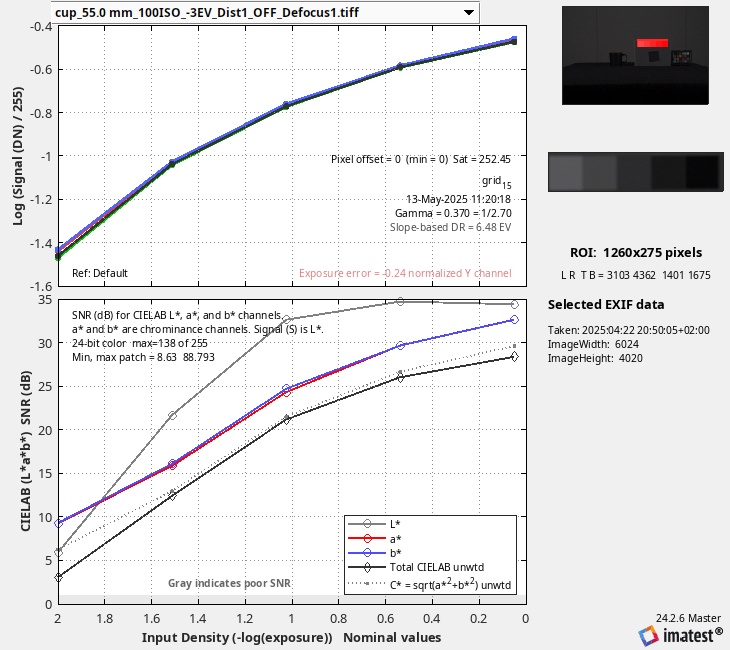 cup_55.0 mm_100ISO_-3EV_Dist1_OFF_Defocus1.tiff
-0.4
-0.6
-0.8
-1
-1.2
-1.4
-1.6
Log (Signal (DN) / 255)
Pixel offset = 0 (min = 0) Sat = 252.45
grid15
13-May-2025 11:20:18
Gamma = 0.370 = 1/2.70
Slope-based DR = 6.48 EV
Ref: Default
Exposure error = -0.24 normalized Y channel
ROI: 1260x275 pixels
L R T B = 3103 4362 1401 1675
Selected EXIF data
Taken: 2025:04:22 20:50:05+02:00
ImageWidth: 6024
ImageHeight: 4020
35
30
25
20
15
10
5
0
CIELAB (L*a*b*) SNR (dB)
SNR (dB) for CIELAB L*, a*, and b* channels.
a* and b* are chrominance channels. Signal (S) is L*.
24-bit color max=138 of 255
Min, max patch = 8.63 88.793
L*
a*
b*
Total CIELAB unwtd
C* = sqrt(a*2+b*2) unwtd
Gray indicates poor SNR
2
1.8
1.6
1.4
1.2
1
0.8
0.6
0.4
0.2
0
Input Density (-log(exposure)) Nominal values
24.2.6 Master
imatest®